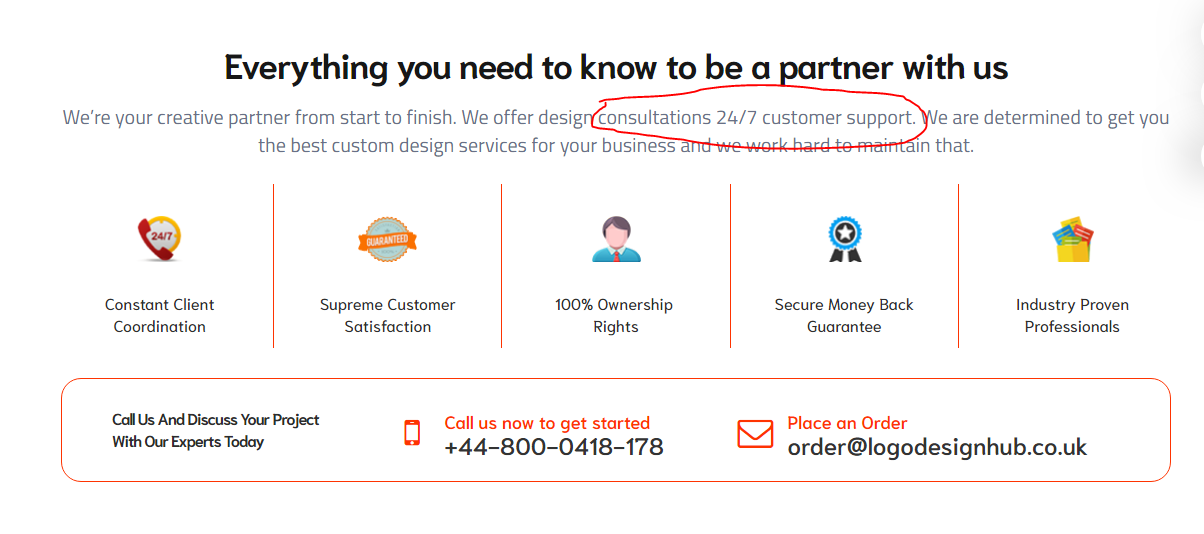 Everything you need to know to be a partner with us
We're your creative partner from start to finish. We offer design consultations 24/7 customer support. We are determined to get you
the best custom design services for your business and we work hard to maintain that.
24/7
GUARANTEED
Constant Client
Coordination
Supreme Customer
Satisfaction
100% Ownership
Rights
Secure Money Back
Guarantee
Industry Proven
Professionals
Call Us And Discuss Your Project
With Our Experts Today
Call us now to get started
+44-800-0418-178
Place an Order
order@logodesignhub.co.uk